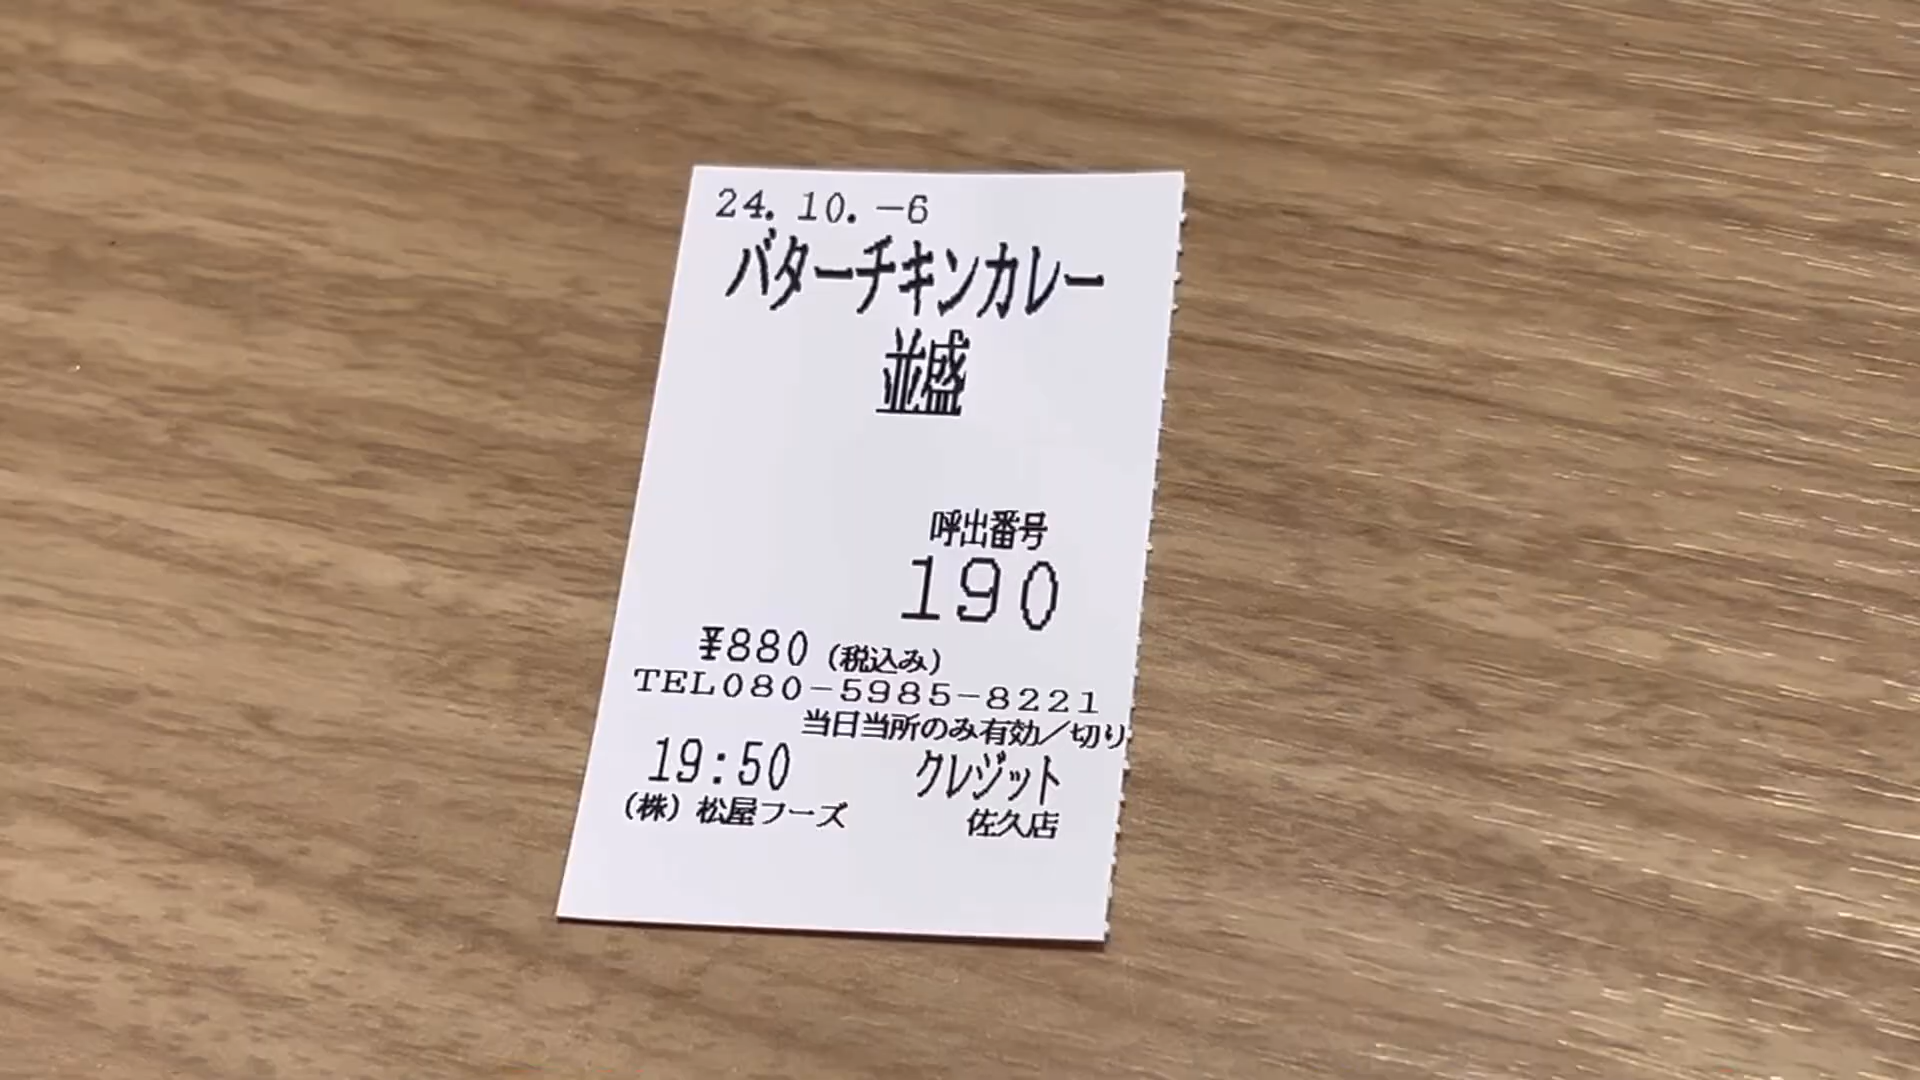 24.10.-6
バターチキンカレー
並盛
呼出番号
190
¥880(税込み)
TEL080-5985-8221
当日当所のみ有効/切り
19:50 クレジット
(株)松屋フーズ 佐久店